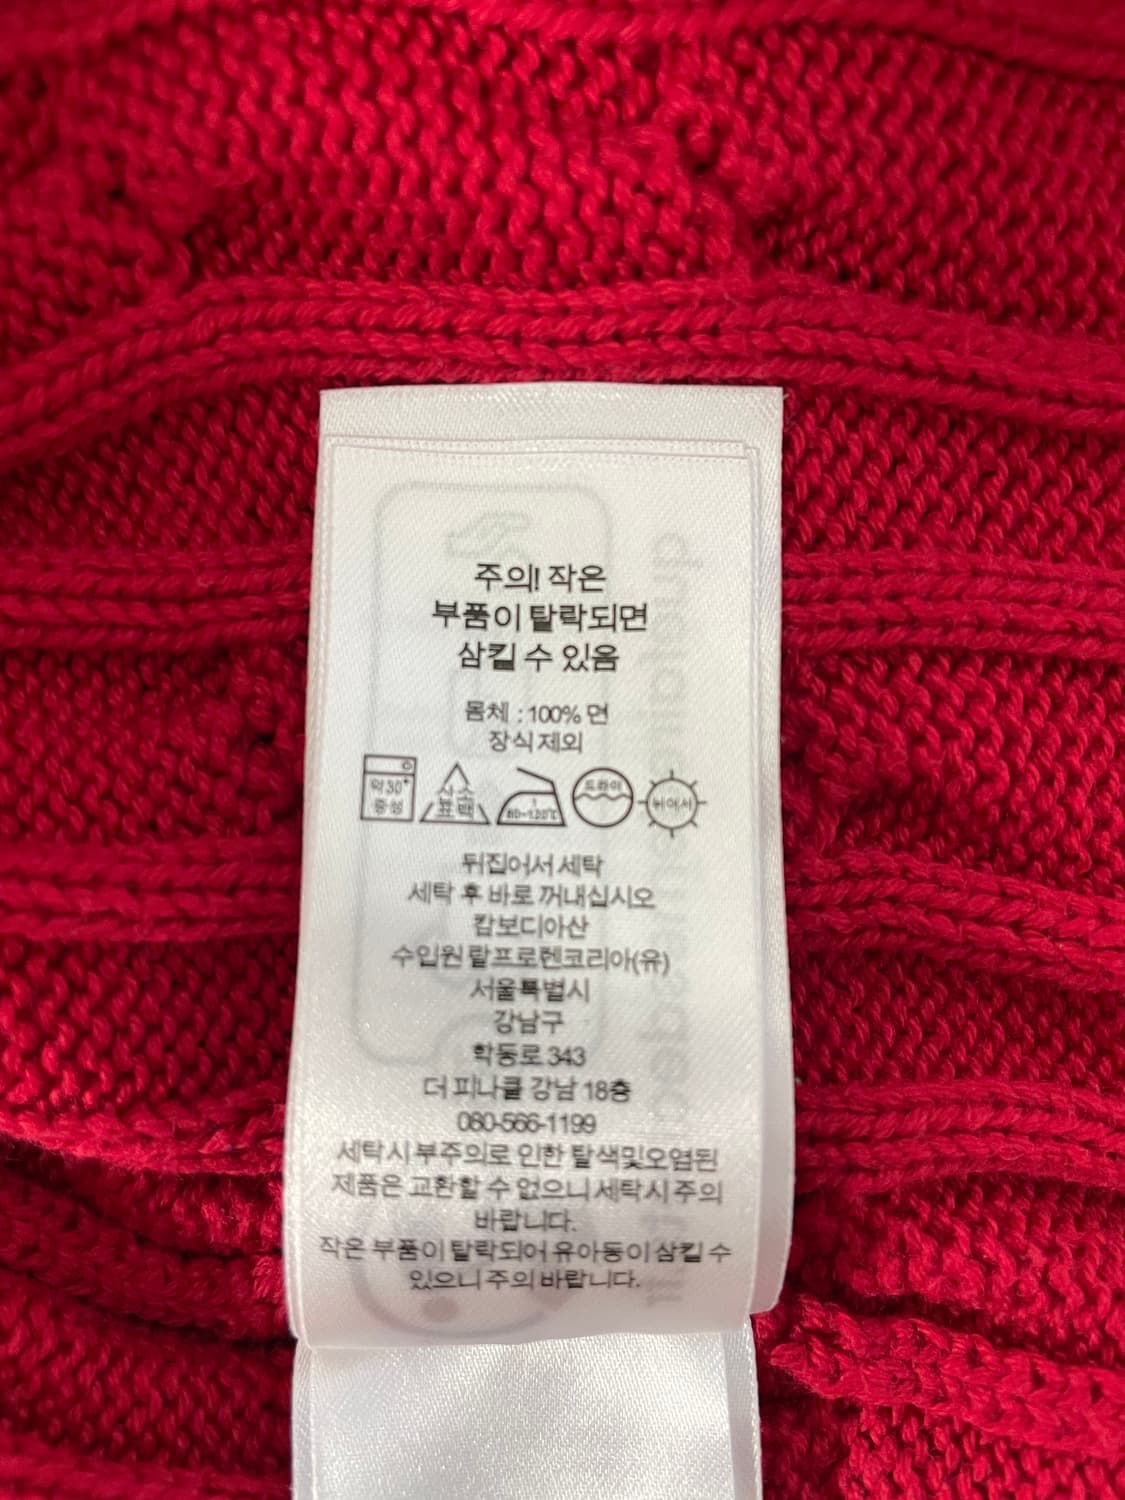 주의! 작은
부품이 탈락되면
삼킬 수 있음
몸체 : 100% 면
장식 제외
약30°
중성
산소
표백
1
80~120℃
드라이
뉘어서
뒤집어서 세탁
세탁 후 바로 꺼내십시오
캄보디아산
수입원 랄프로렌코리아(유)
서울특별시
강남구
학동로 343
더 피나클 강남 18층
080-566-1199
세탁시 부주의로 인한 탈색및오염된
제품은 교환할 수 없으니 세탁시 주의
바랍니다.
작은 부품이 탈락되어 유아동이 삼킬 수
있으니 주의 바랍니다.